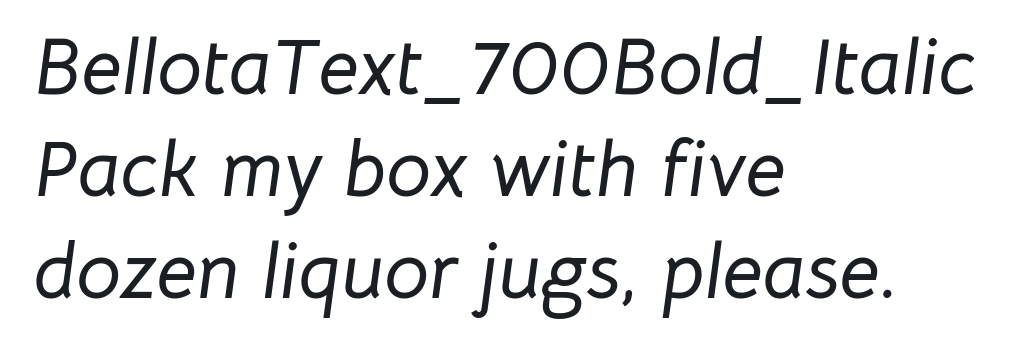 BellotaText_700Bold_Italic
Pack my box with five
dozen liquor jugs, please.